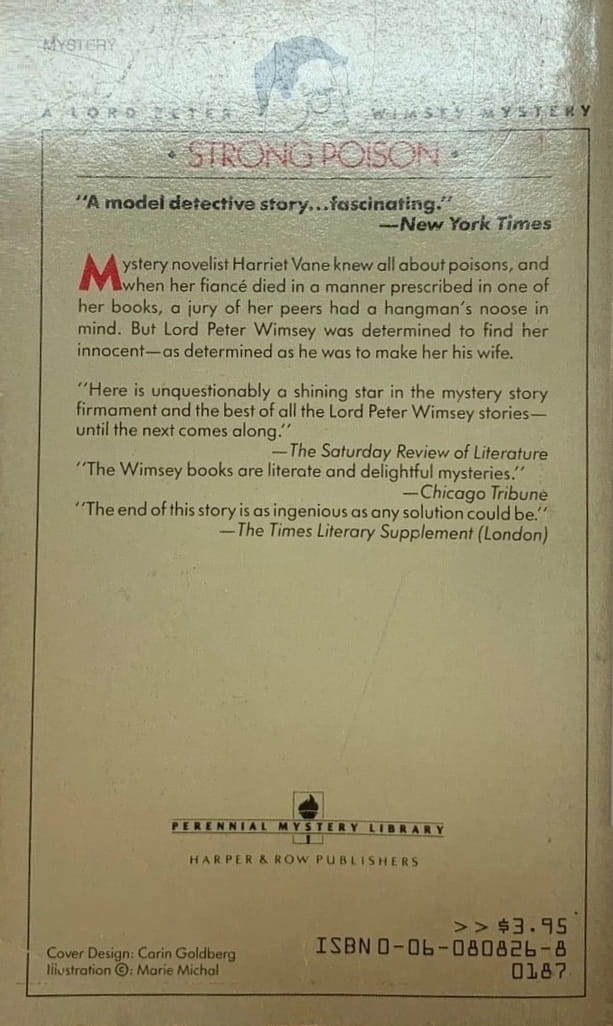 MYSTERY
A LORD PETER WIMSEY MYSTERY
• STRONG POISON •
"A model detective story...fascinating."
—New York Times
Mystery novelist Harriet Vane knew all about poisons, and
when her fiancé died in a manner prescribed in one of
her books, a jury of her peers had a hangman's noose in
mind. But Lord Peter Wimsey was determined to find her
innocent—as determined as he was to make her his wife.
"Here is unquestionably a shining star in the mystery story
firmament and the best of all the Lord Peter Wimsey stories—
until the next comes along."
—The Saturday Review of Literature
"The Wimsey books are literate and delightful mysteries."
—Chicago Tribune
"The end of this story is as ingenious as any solution could be."
—The Times Literary Supplement (London)
PERENNIAL MYSTERY LIBRARY
HARPER & ROW PUBLISHERS
>> $3.95
ISBN 0-06-080826-8
0187
Cover Design: Carin Goldberg
Illustration ©: Marie Michal